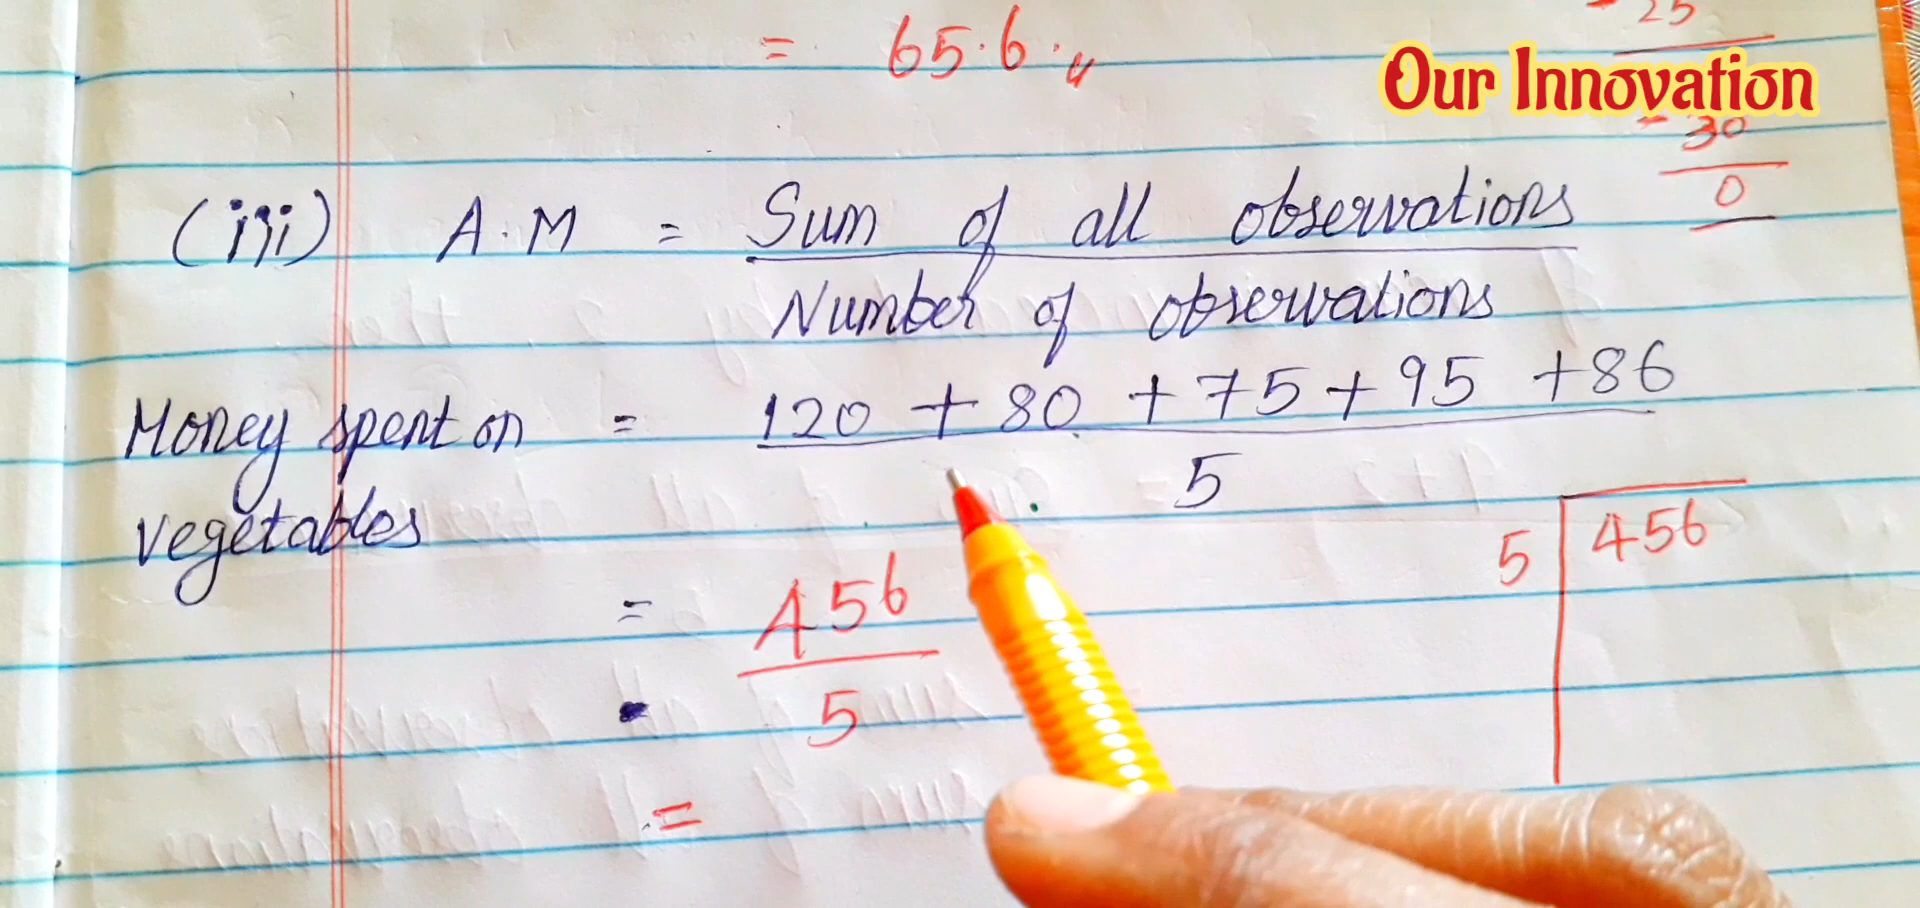 = 65.6.
- 25
Our Innovation
- 30
0
(iii) A.M = Sum of all observations
Number of observations
Money spent on = 120 + 80 + 75 + 95 + 86
5
vegetables
5 456
= 456
5
=